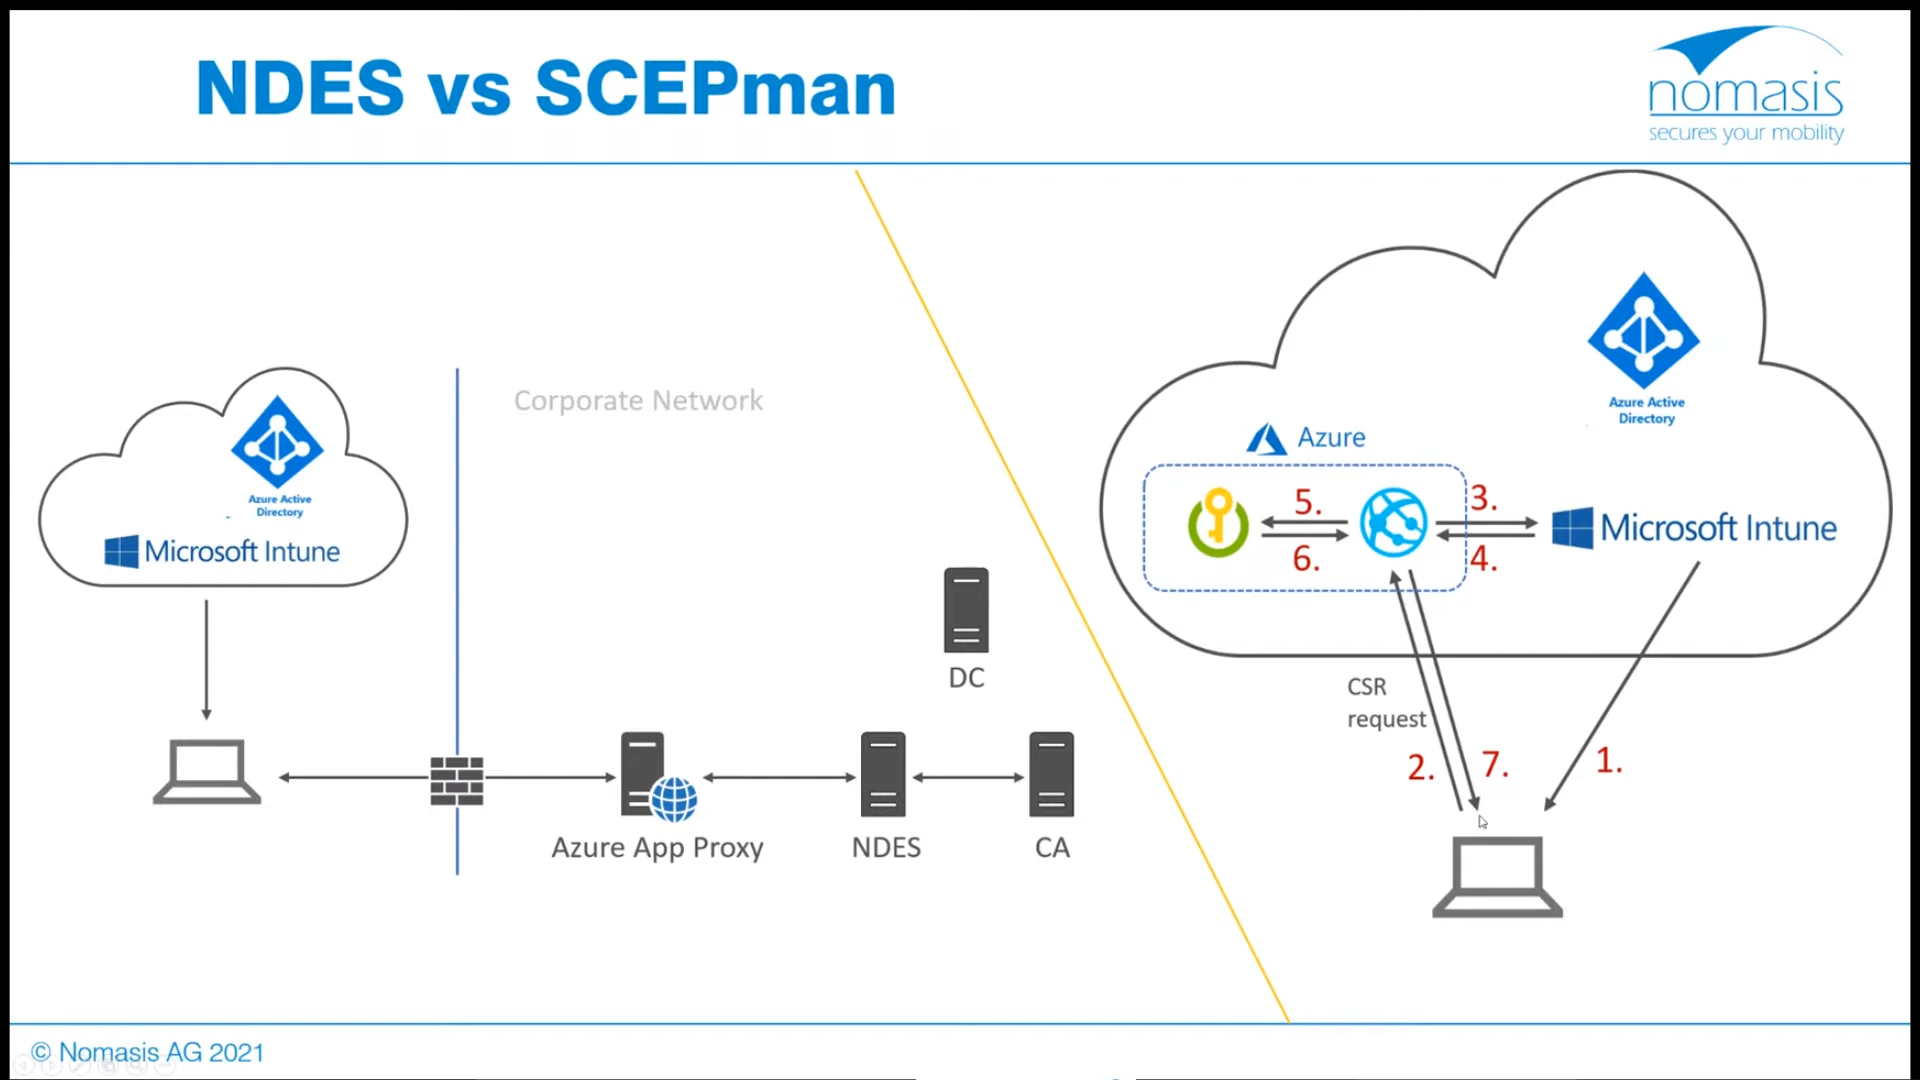 NDES vs SCEPman
nomasis
secures your mobility
Corporate Network
Azure Active
Directory
Microsoft Intune
DC
Azure App Proxy
NDES
CA
Azure Active
Directory
Azure
5.
3.
Microsoft Intune
6.
4.
CSR
request
2.
7.
1.
© Nomasis AG 2021